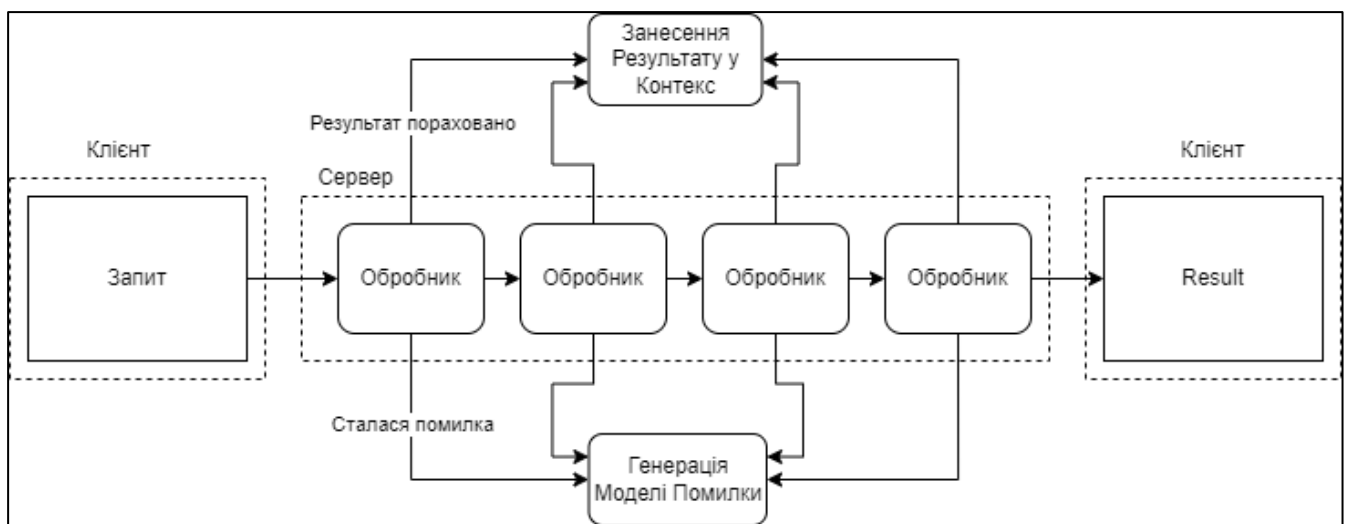 Занесення
Результату у
Контекс
Результат пораховано
Клієнт
Клієнт
Сервер
Запит
Обробник
Обробник
Обробник
Обробник
Result
Сталася помилка
Генерація
Моделі Помилки